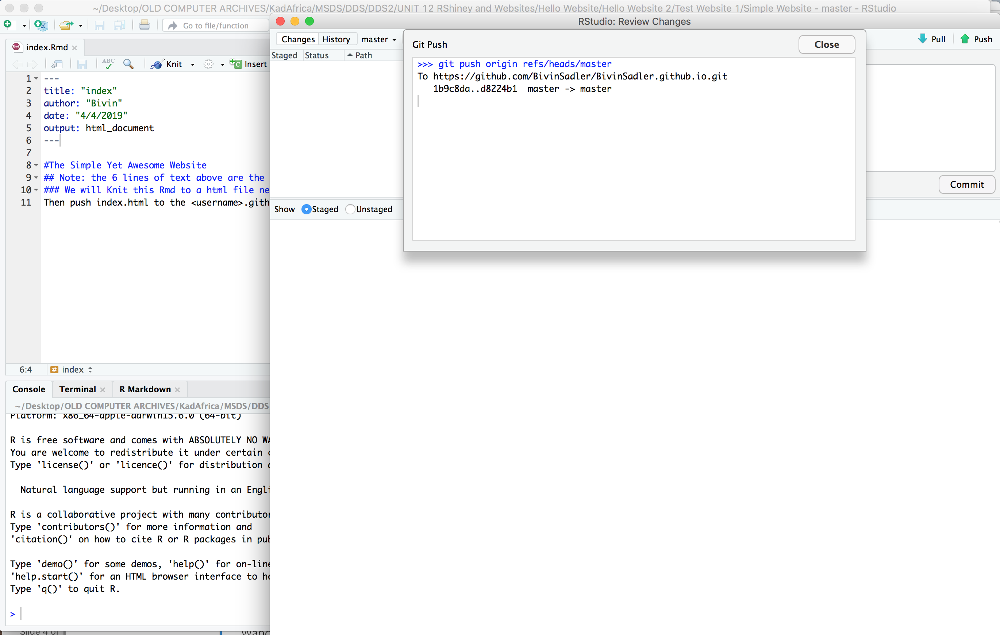 ~/Desktop/OLD COMPUTER ARCHIVES/KadAfrica/MSDS/DDS/DDS2/UNIT 12 RShiney and Websites/Hello Website/Hello Website 2/Test Website 1/Simple Website - master - RStudio
Go to file/function
index.Rmd
ABC Knit Insert
1 ---
2 title: "index"
3 author: "Bivin"
4 date: "4/4/2019"
5 output: html_document
6 ---
7
8 #The Simple Yet Awesome Website
9 ## Note: the 6 lines of text above are the
10 ### We will Knit this Rmd to a html file ne
11 Then push index.html to the <username>.gith
6:4 # index
Console Terminal R Markdown
~/Desktop/OLD COMPUTER ARCHIVES/KadAfrica/MSDS/DDS
Platform: x86_64-apple-darwin15.6.0 (64-bit)
R is free software and comes with ABSOLUTELY NO WA
You are welcome to redistribute it under certain
Type 'license()' or 'licence()' for distribution
Natural language support but running in an Engli
R is a collaborative project with many contributor
Type 'contributors()' for more information and
'citation()' on how to cite R or R packages in pub
Type 'demo()' for some demos, 'help()' for on-line
'help.start()' for an HTML browser interface to he
Type 'q()' to quit R.
>
Slide 4 of
RStudio: Review Changes
Changes History master Pull Push
Staged Status Path
Commit
Show Staged Unstaged
Git Push Close
>>> git push origin refs/heads/master
To https://github.com/BivinSadler/BivinSadler.github.io.git
1b9c8da..d8224b1 master -> master